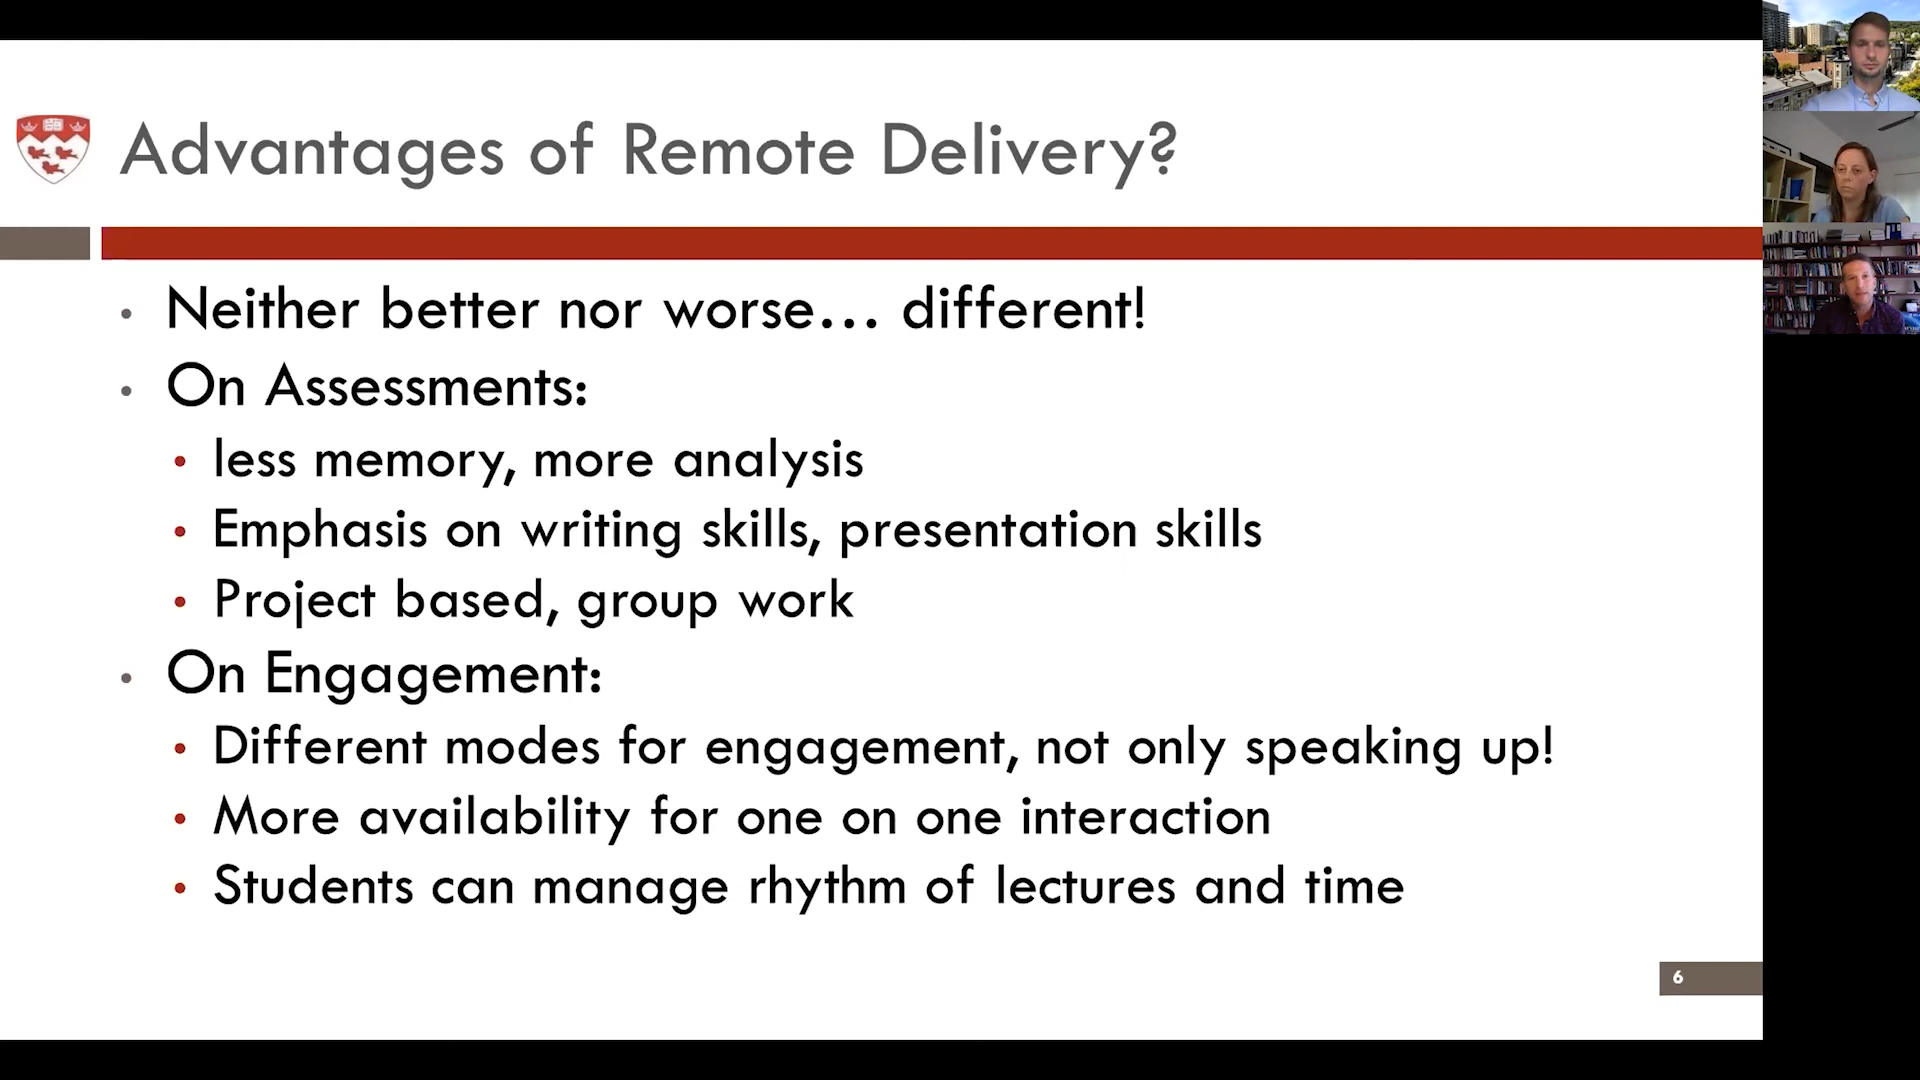 Advantages of Remote Delivery?
Neither better nor worse... different!
On Assessments:
less memory, more analysis
Emphasis on writing skills, presentation skills
Project based, group work
On Engagement:
Different modes for engagement, not only speaking up!
More availability for one on one interaction
Students can manage rhythm of lectures and time
6